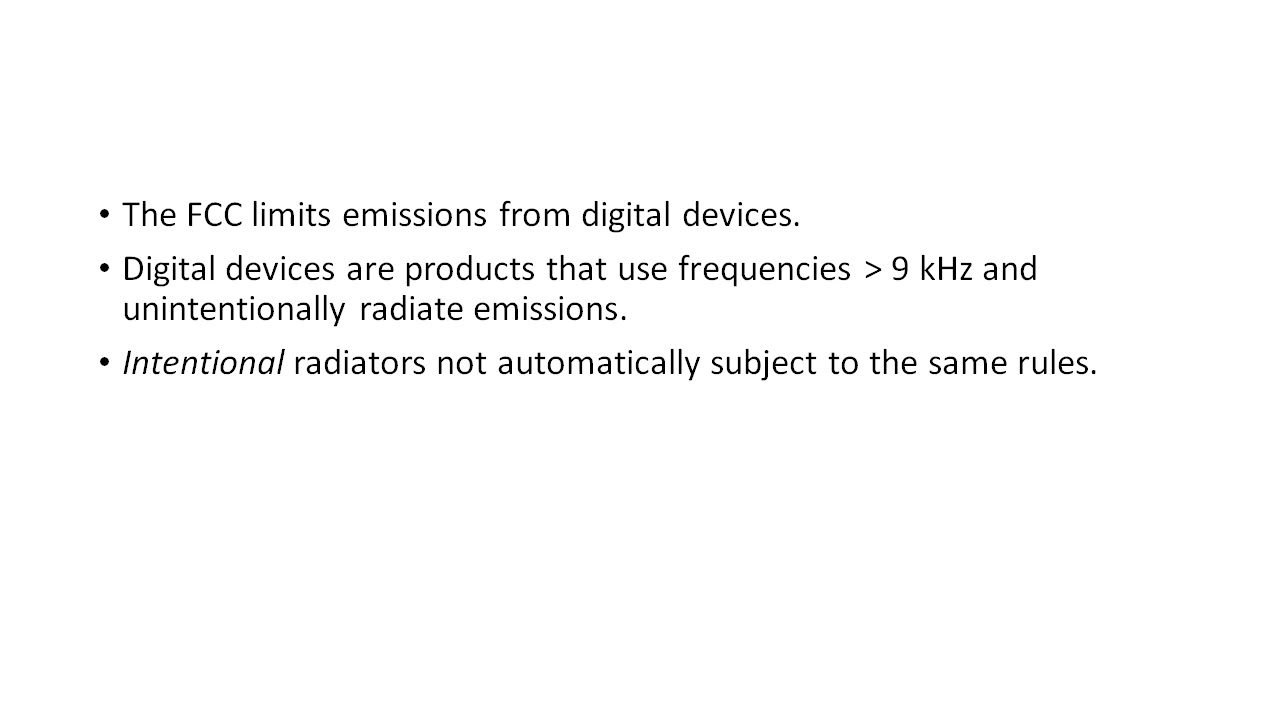 • The FCC limits emissions from digital devices.
• Digital devices are products that use frequencies > 9 kHz and
unintentionally radiate emissions.
• Intentional radiators not automatically subject to the same rules.